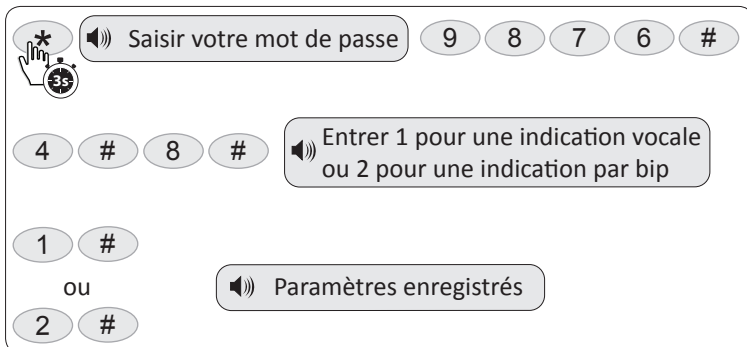 * Saisir votre mot de passe 9 8 7 6 #
3s
4 # 8 # Entrer 1 pour une indication vocale
ou 2 pour une indication par bip
1 #
ou Paramètres enregistrés
2 #